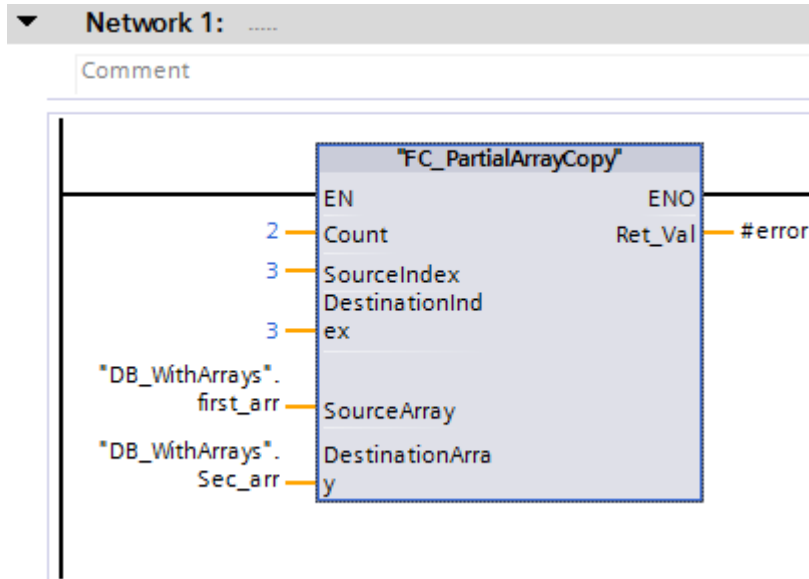 Network 1: .....
Comment
"FC_PartialArrayCopy"
EN ENO
2 Count Ret_Val #error
3 SourceIndex
DestinationInd
3 ex
"DB_WithArrays".
first_arr SourceArray
"DB_WithArrays". DestinationArra
Sec_arr y